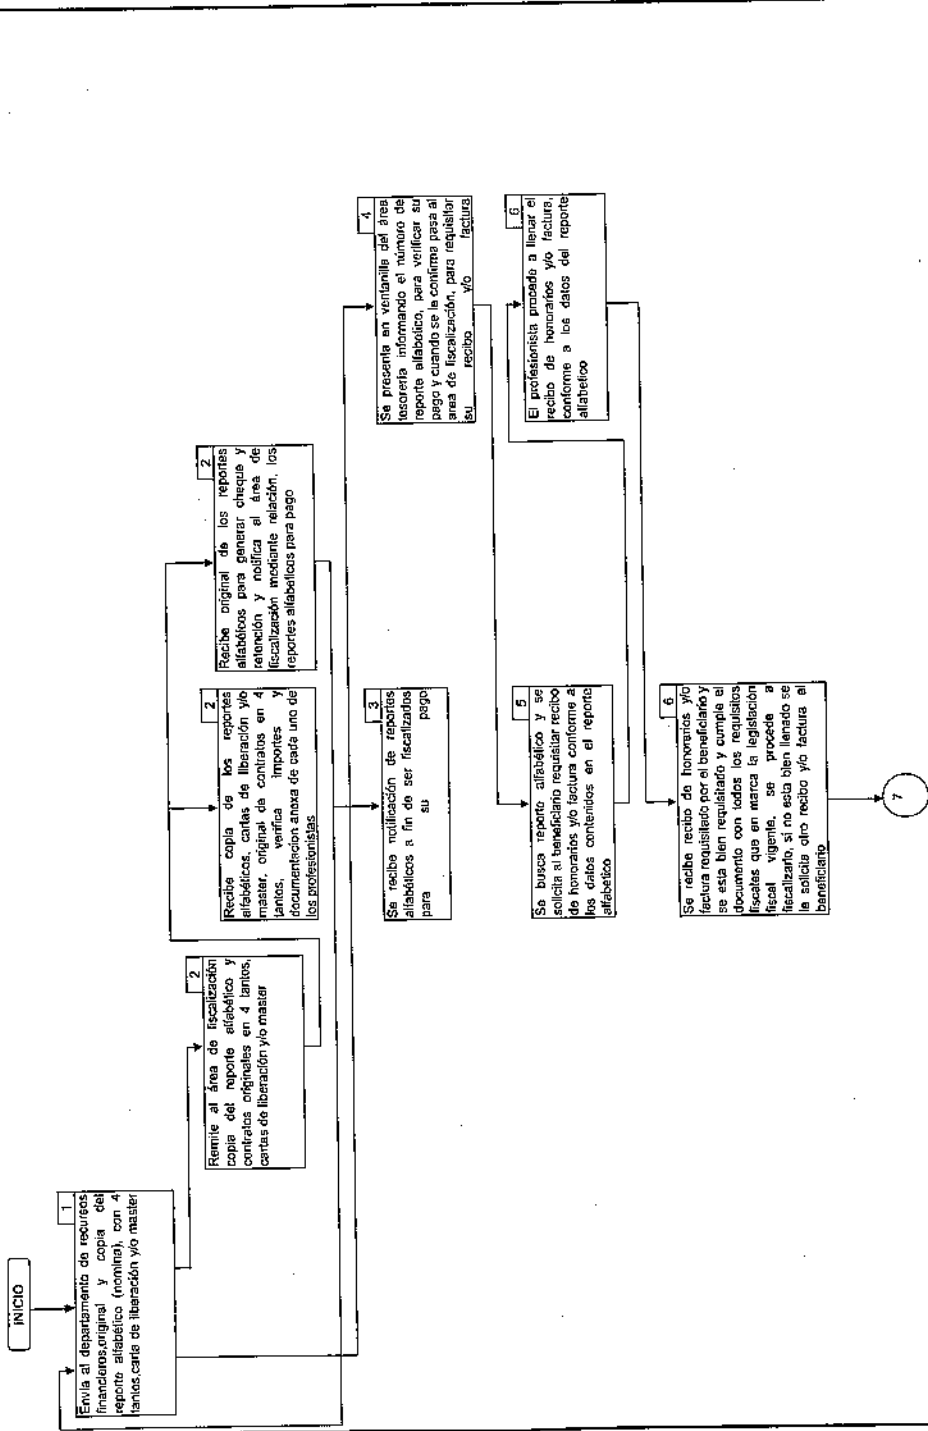 INICIO
1
Envia al departamento de recursos
financieros,original y copia del
reporte alfabético (nomina), con 4
tantos,carta de liberación y/o master
2
Remite al área de fiscalización
copia del reporte alfabético y
contratos originales en 4 tantos,
cartas de liberación y/o master
2
Recibe copia de los reportes
alfabéticos, cartas de liberación y/o
master, original de contratos en 4
tantos, verifica importes y
documentacion anexa de cada uno de
los profesionistas
2
Recibe original de los reportes
alfabéticos para generar cheque y
retención y notifica al área de
fiscalización mediante relación, los
reportes alfabéticos para pago
3
Se recibe notificación de reportes
alfabéticos a fin de ser fiscalizados
para su pago
4
Se presenta en ventanilla del área
tesoreria informando el número de
reporte alfabetico, para verificar su
pago y cuando se le confirma pasa al
area de fiscalización, para requisitar
su recibo y/o factura
5
Se busca reporte alfabético y se
solicita al beneficiario requisitar recibo
de honorarios y/o factura conforme a
los datos contenidos en el reporte
alfabético
6
El profesionista procede a llenar el
recibo de honorarios y/o factura,
conforme a los datos del reporte
alfabetico
6
Se recibe recibo de honorarios y/o
factura requisitado por el beneficiario y
se esta bien requisitado y cumple el
documento con todos los requisitos
fiscales que en marca la legislación
fiscal vigente, se procede a
fiscalizarlo, si no esta bien llenado se
le solicita otro recibo y/o factura al
beneficiario
7